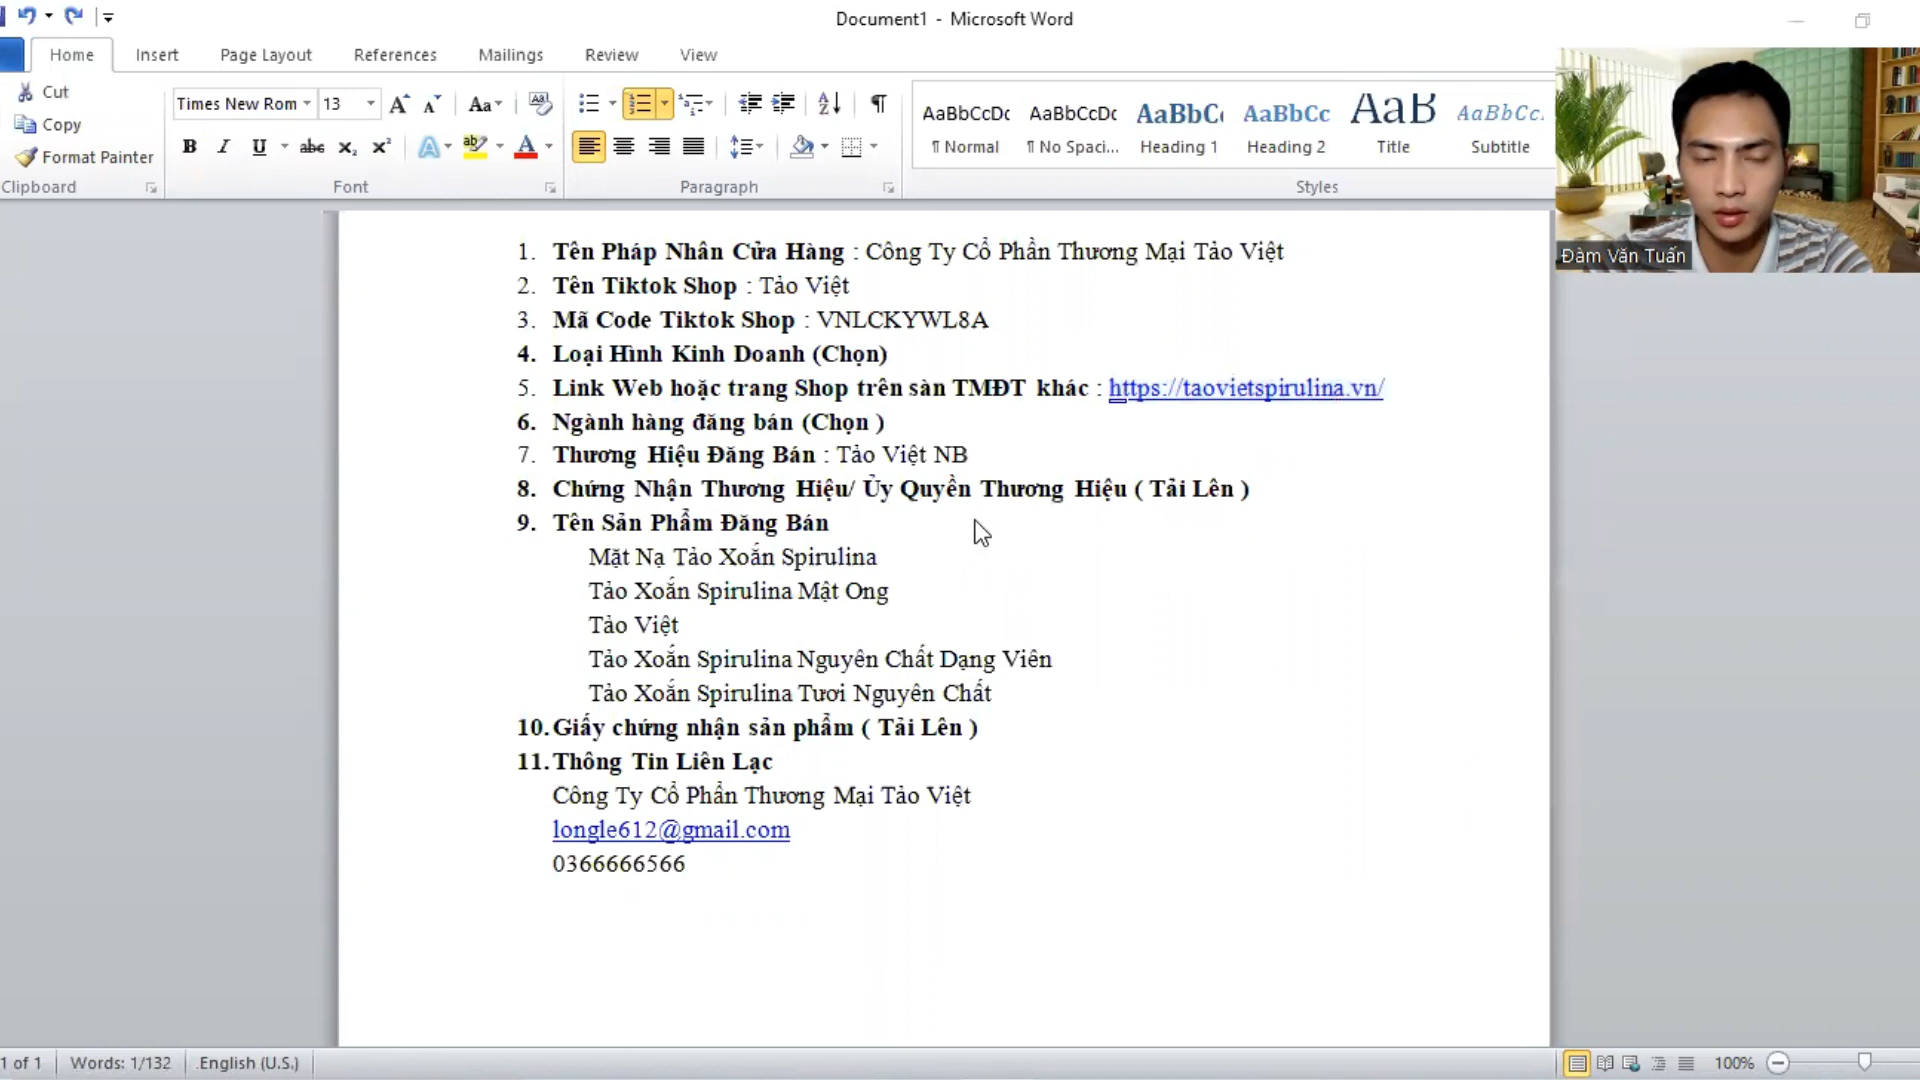 Document1 - Microsoft Word
Home Insert Page Layout References Mailings Review View
Cut
Copy
Format Painter
Clipboard
Times New Rom 13
Font
Paragraph
AaBbCcDc AaBbCcDc AaBbC AaBbCc AaB AaBbCc.
¶ Normal ¶ No Spaci... Heading 1 Heading 2 Title Subtitle
Styles
Đàm Văn Tuấn
1. Tên Pháp Nhân Cửa Hàng : Công Ty Cổ Phần Thương Mại Tảo Việt
2. Tên Tiktok Shop : Tảo Việt
3. Mã Code Tiktok Shop : VNLCKYWL8A
4. Loại Hình Kinh Doanh (Chọn)
5. Link Web hoặc trang Shop trên sàn TMĐT khác : https://taovietspirulina.vn/
6. Ngành hàng đăng bán (Chọn )
7. Thương Hiệu Đăng Bán : Tảo Việt NB
8. Chứng Nhận Thương Hiệu/ Ủy Quyền Thương Hiệu ( Tải Lên )
9. Tên Sản Phẩm Đăng Bán
Mặt Nạ Tảo Xoắn Spirulina
Tảo Xoắn Spirulina Mật Ong
Tảo Việt
Tảo Xoắn Spirulina Nguyên Chất Dạng Viên
Tảo Xoắn Spirulina Tươi Nguyên Chất
10. Giấy chứng nhận sản phẩm ( Tải Lên )
11. Thông Tin Liên Lạc
Công Ty Cổ Phần Thương Mại Tảo Việt
longle612@gmail.com
0366666566
1 of 1 Words: 1/132 English (U.S.) 100%